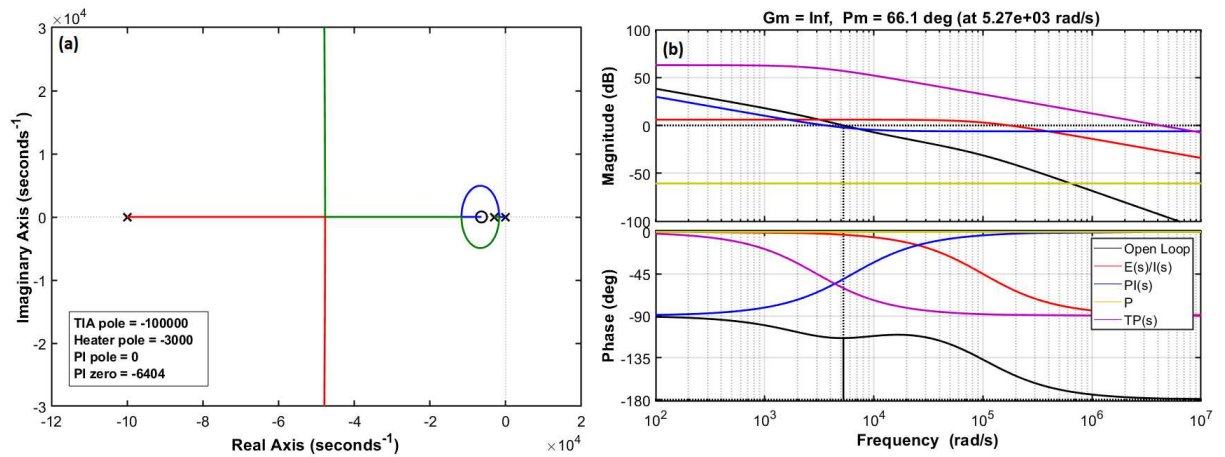 ×10⁴
(a)
3
2
1
0
-1
-2
-3
Imaginary Axis (seconds⁻¹)
TIA pole = -100000
Heater pole = -3000
PI pole = 0
PI zero = -6404
-12
-10
-8
-6
-4
-2
0
2
Real Axis (seconds⁻¹)
×10⁴
Gm = Inf, Pm = 66.1 deg (at 5.27e+03 rad/s)
(b)
100
50
0
-50
-100
Magnitude (dB)
0
-45
-90
-135
-180
Phase (deg)
Open Loop
E(s)/I(s)
PI(s)
P
TP(s)
10²
10³
10⁴
10⁵
10⁶
10⁷
Frequency (rad/s)